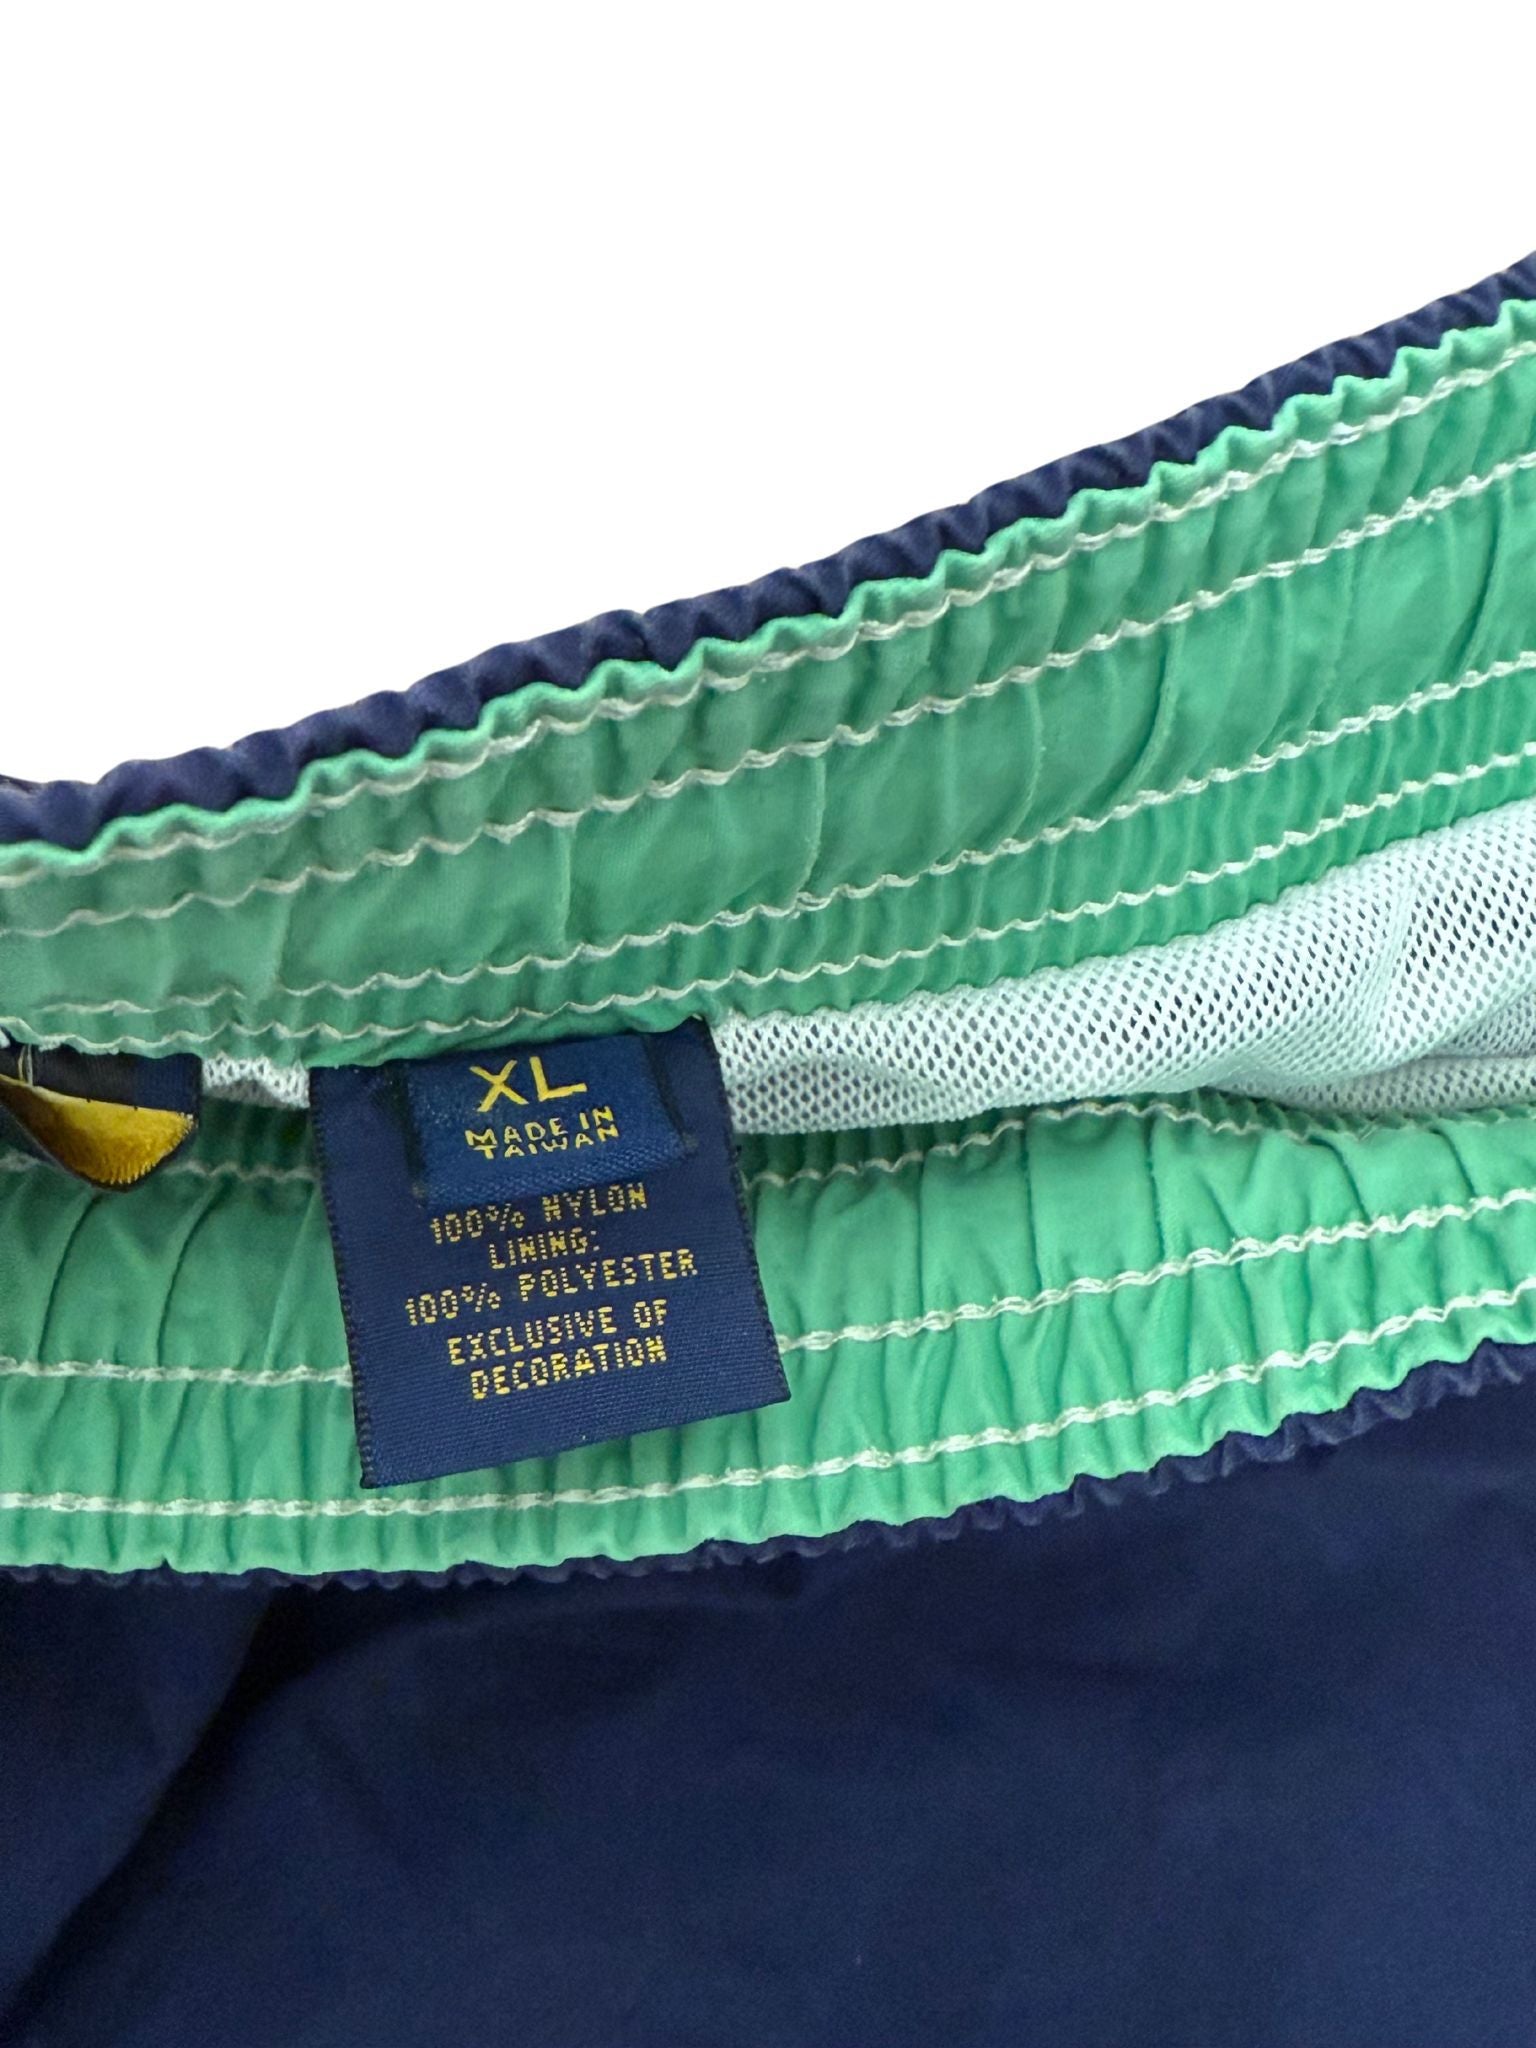 XL
MADE IN
TAIWAN
100% NYLON
LINING:
100% POLYESTER
EXCLUSIVE OF
DECORATION